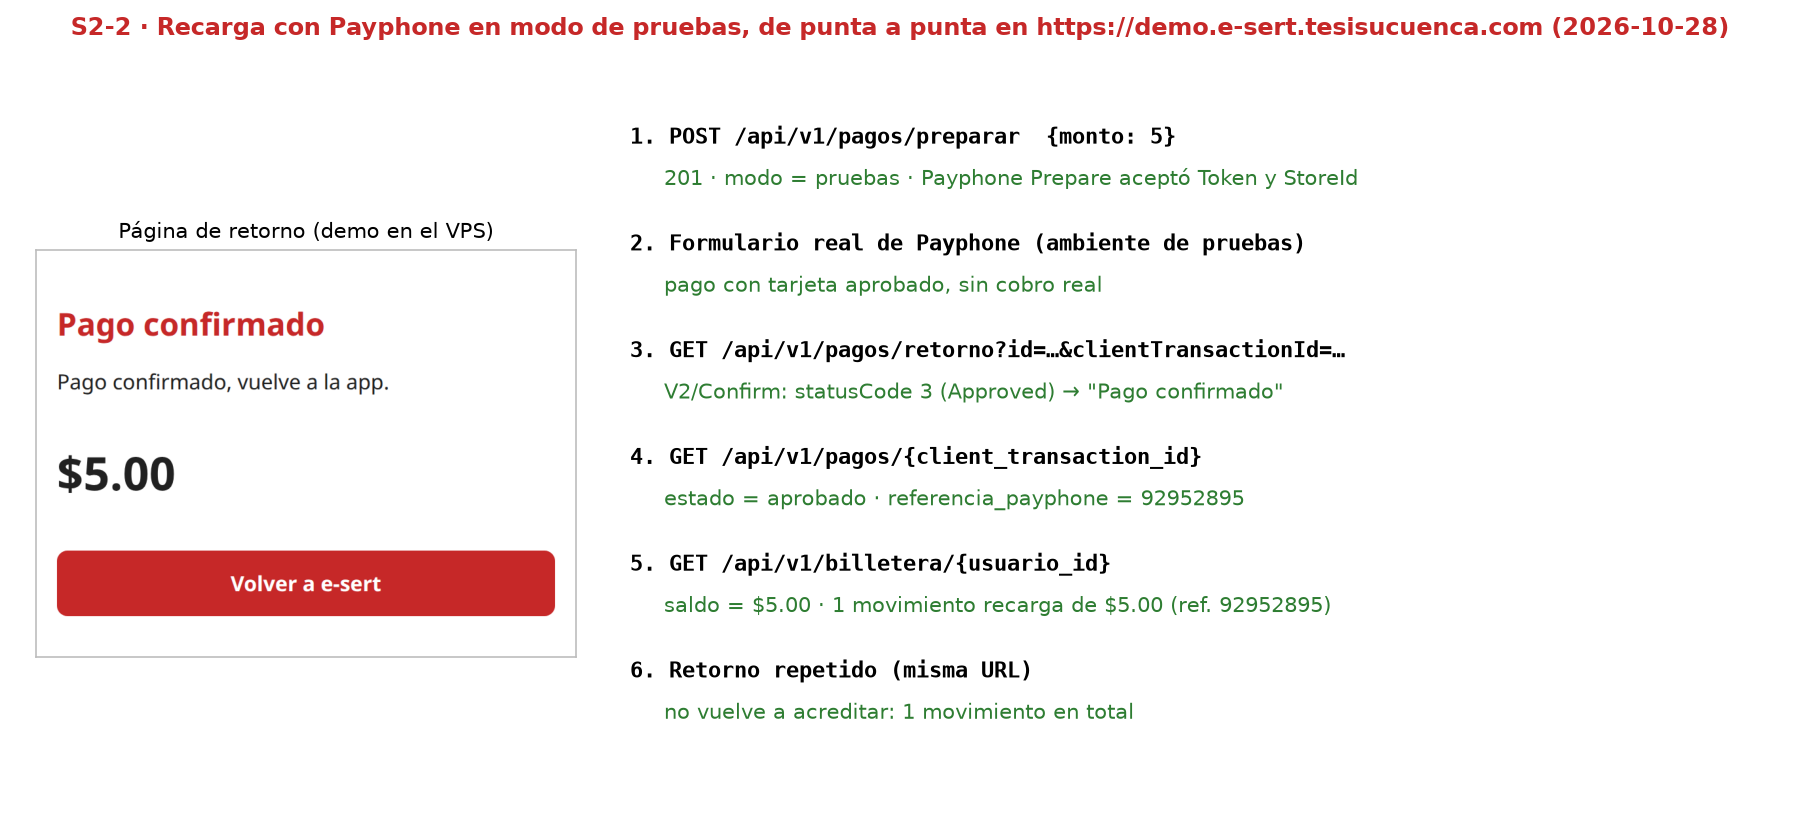 S2-2 · Recarga con Payphone en modo de pruebas, de punta a punta en https://demo.e-sert.tesisucuenca.com (2026-10-28)
Página de retorno (demo en el VPS)
Pago confirmado
Pago confirmado, vuelve a la app.
$5.00
Volver a e-sert
1. POST /api/v1/pagos/preparar  {monto: 5}
201 · modo = pruebas · Payphone Prepare aceptó Token y StoreId
2. Formulario real de Payphone (ambiente de pruebas)
pago con tarjeta aprobado, sin cobro real
3. GET /api/v1/pagos/retorno?id=…&clientTransactionId=…
V2/Confirm: statusCode 3 (Approved) → "Pago confirmado"
4. GET /api/v1/pagos/{client_transaction_id}
estado = aprobado · referencia_payphone = 92952895
5. GET /api/v1/billetera/{usuario_id}
saldo = $5.00 · 1 movimiento recarga de $5.00 (ref. 92952895)
6. Retorno repetido (misma URL)
no vuelve a acreditar: 1 movimiento en total